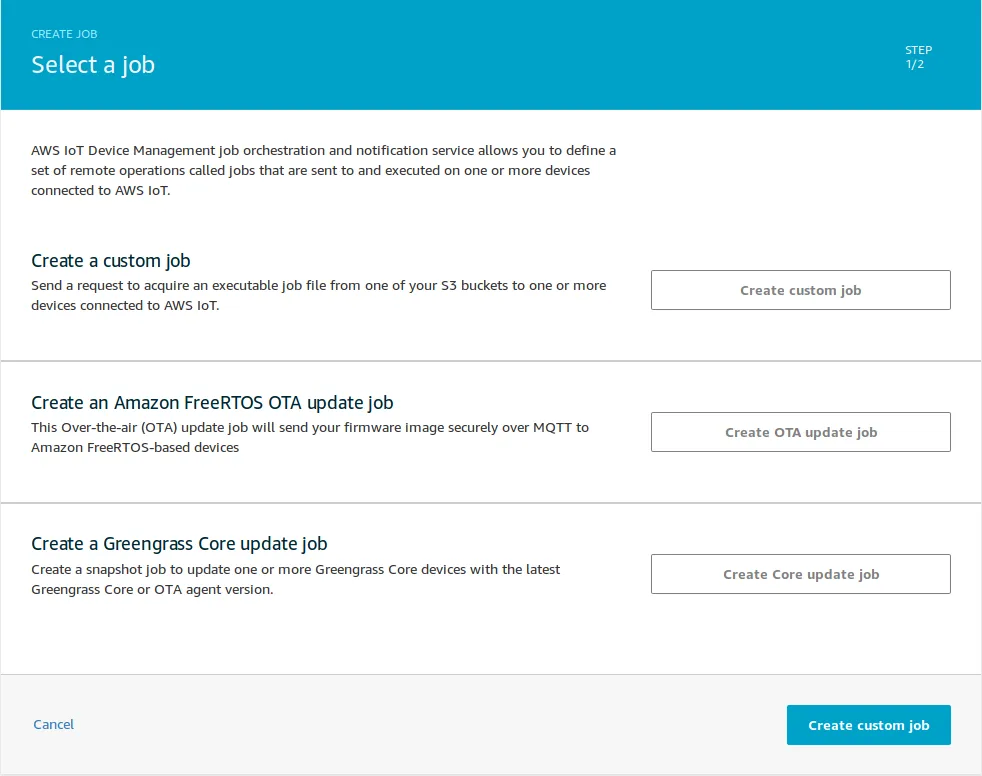 CREATE JOB
Select a job
STEP
1/2
AWS IoT Device Management job orchestration and notification service allows you to define a
set of remote operations called jobs that are sent to and executed on one or more devices
connected to AWS IoT.
Create a custom job
Send a request to acquire an executable job file from one of your S3 buckets to one or more
devices connected to AWS IoT.
Create custom job
Create an Amazon FreeRTOS OTA update job
This Over-the-air (OTA) update job will send your firmware image securely over MQTT to
Amazon FreeRTOS-based devices
Create OTA update job
Create a Greengrass Core update job
Create a snapshot job to update one or more Greengrass Core devices with the latest
Greengrass Core or OTA agent version.
Create Core update job
Cancel
Create custom job